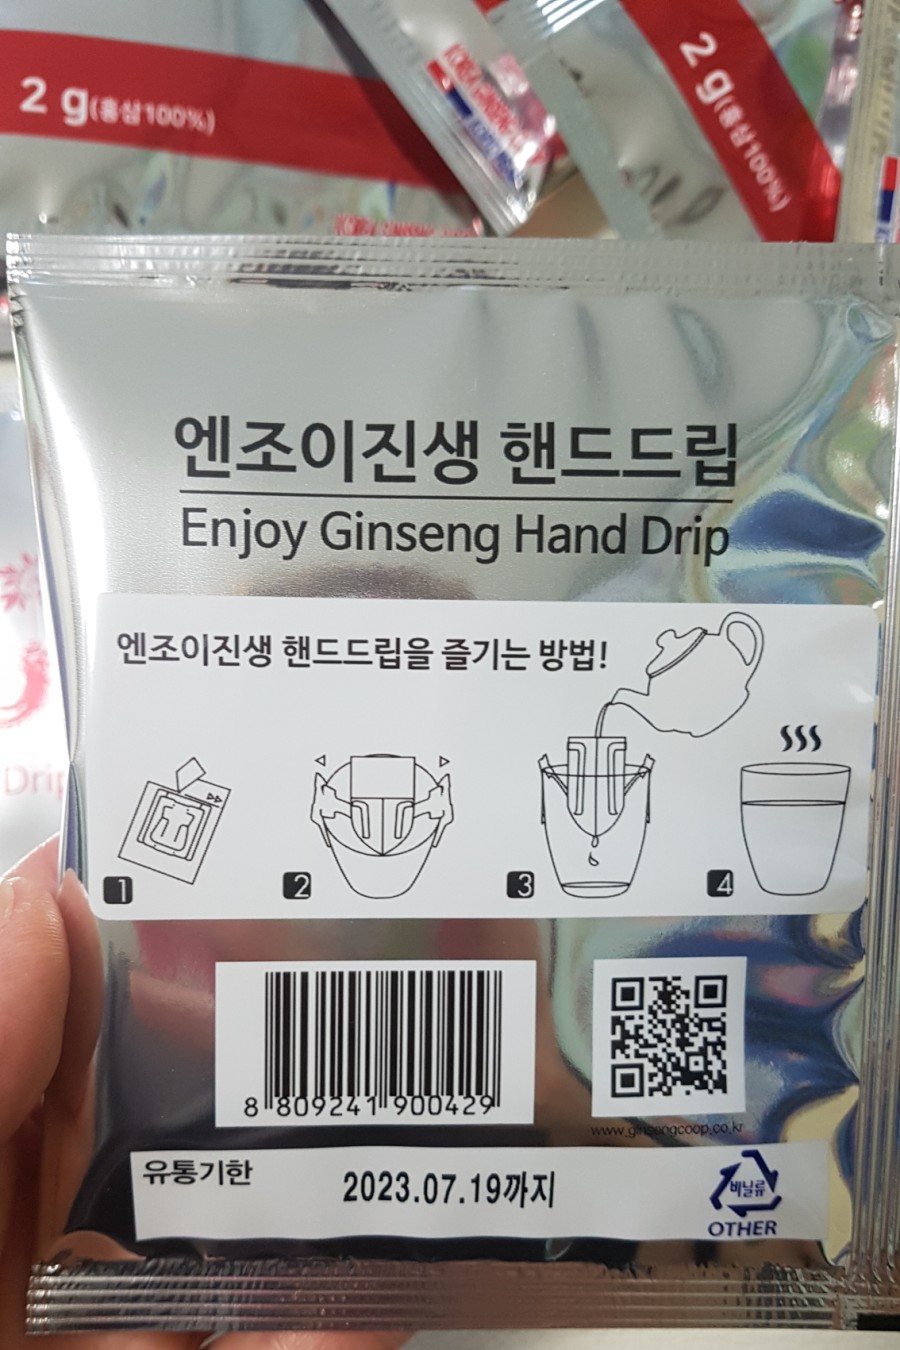 2 g(홍삼100%)
2 g(홍삼100%)
엔조이진생 핸드드립
Enjoy Ginseng Hand Drip
엔조이진생 핸드드립을 즐기는 방법!
1
2
3
4
Drip
8 809241 900429
www.ginsengcoop.co.kr
유통기한
2023.07.19까지
비닐류
OTHER